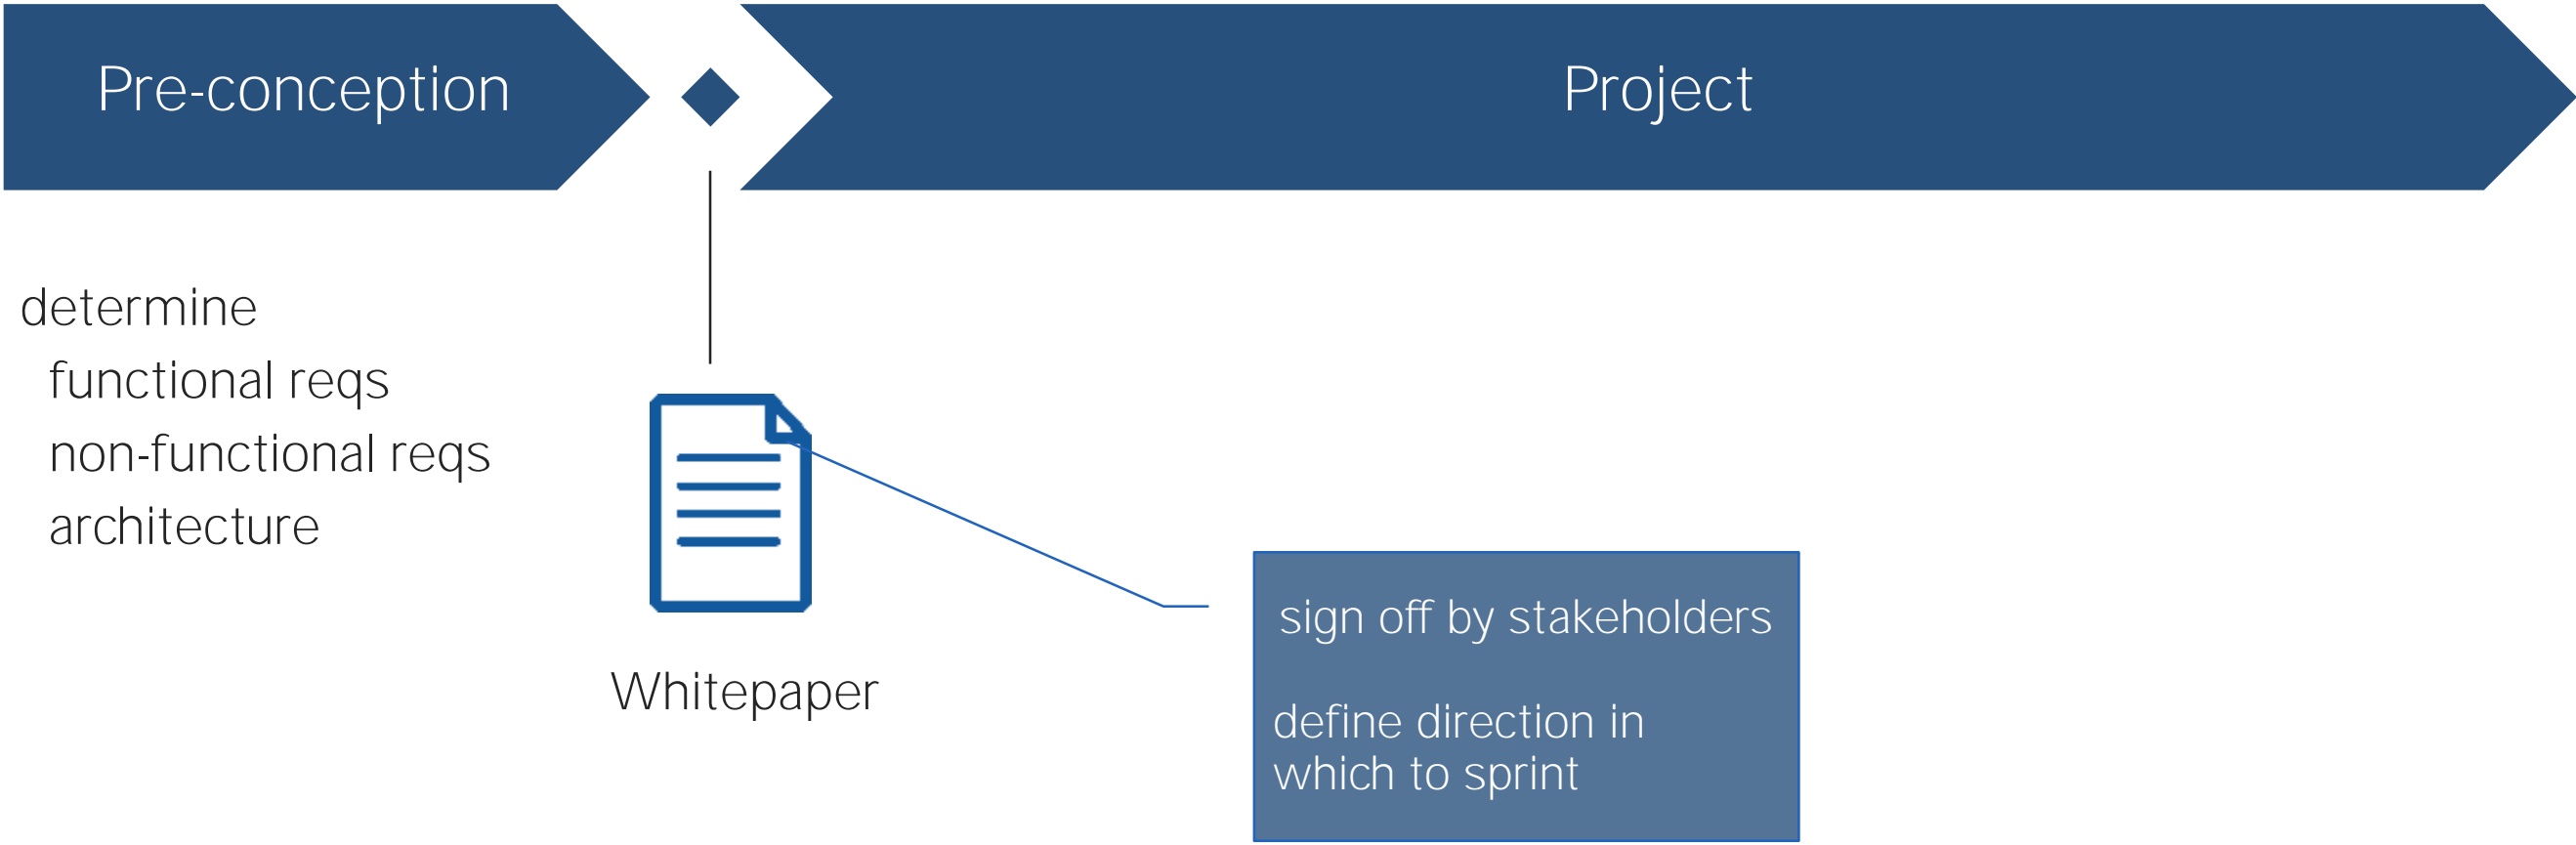 Pre-conception
Project
determine
functional reqs
non-functional reqs
architecture
Whitepaper
sign off by stakeholders
define direction in
which to sprint